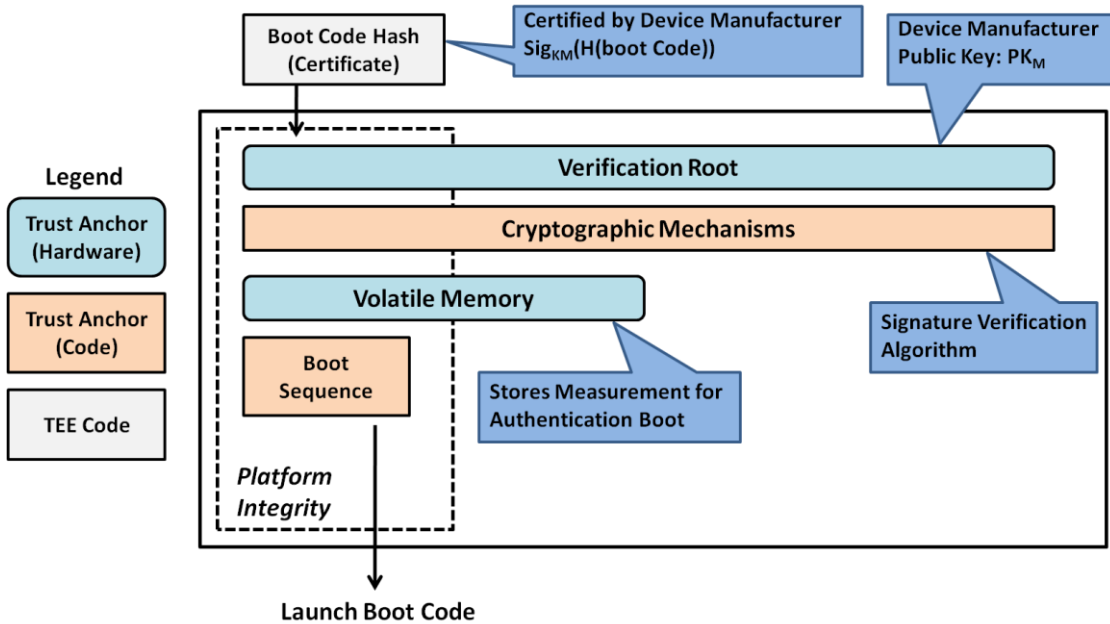 Boot Code Hash
(Certificate)
Certified by Device Manufacturer
Sig_KM(H(boot Code))
Device Manufacturer
Public Key: PK_M
Legend
Trust Anchor
(Hardware)
Trust Anchor
(Code)
TEE Code
Verification Root
Cryptographic Mechanisms
Volatile Memory
Boot
Sequence
Signature Verification
Algorithm
Stores Measurement for
Authentication Boot
Platform
Integrity
Launch Boot Code